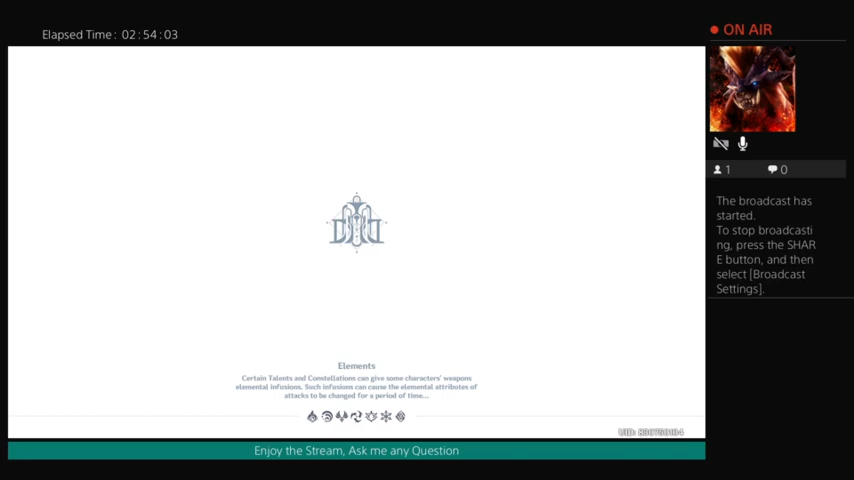 Elapsed Time: 02:54:03
ON AIR
1
0
The broadcast has
started.
To stop broadcasti
ng, press the SHAR
E button, and then
select [Broadcast
Settings].
Elements
Certain Talents and Constellations can give some characters' weapons
elemental infusions. Such infusions can cause the elemental attributes of
attacks to be changed for a period of time...
Enjoy the Stream, Ask me any Question